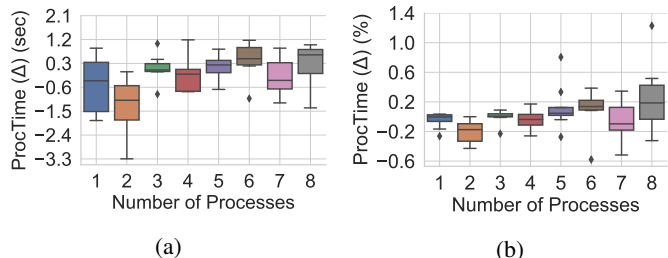 ProcTime (Δ) (sec)
2.1
1.2
0.3
−0.6
−1.5
−2.4
−3.3
1 2 3 4 5 6 7 8
Number of Processes
(a)
ProcTime (Δ) (%)
1.4
1.0
0.6
0.2
−0.2
−0.6
1 2 3 4 5 6 7 8
Number of Processes
(b)